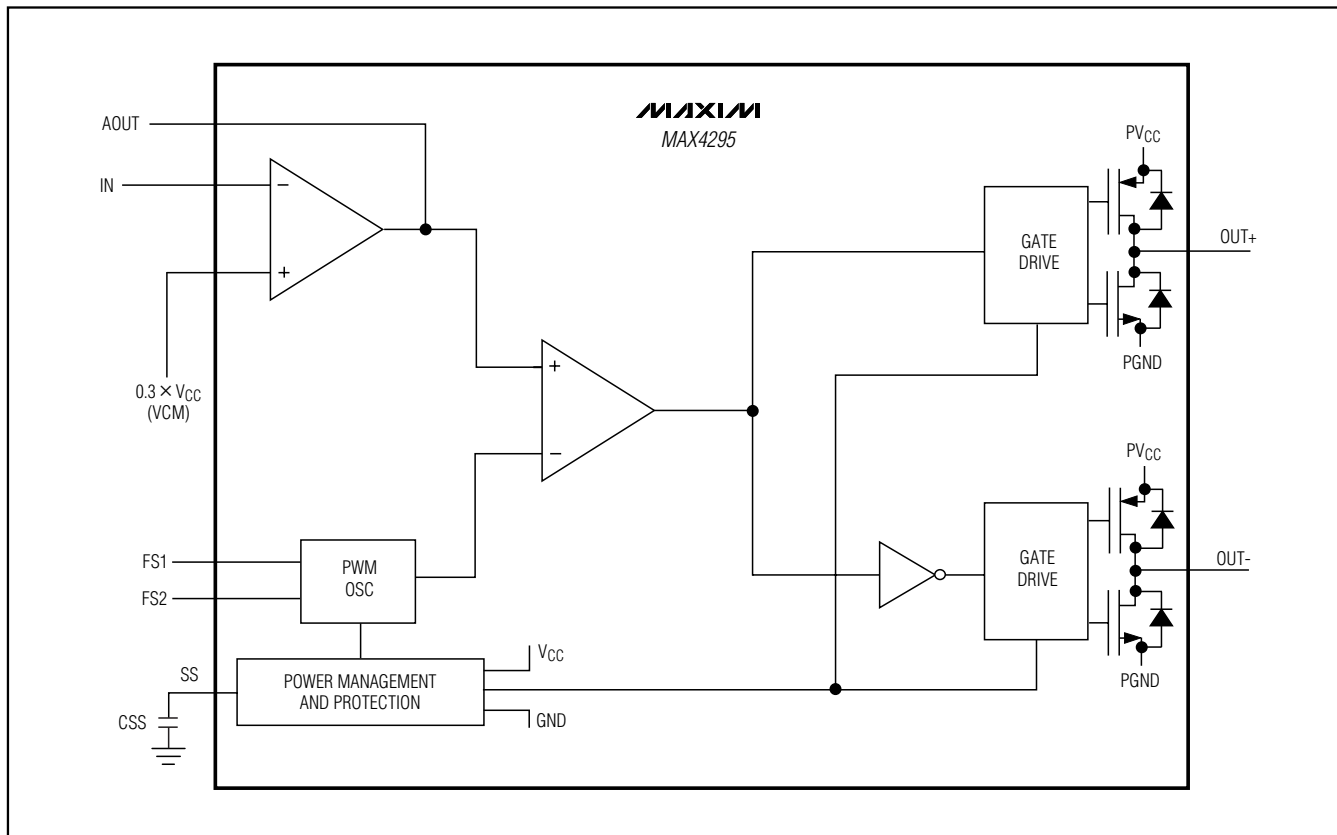 MAXIM
MAX4295
AOUT
IN
−
+
0.3 × VCC
(VCM)
+
−
FS1
FS2
PWM
OSC
SS
CSS
POWER MANAGEMENT
AND PROTECTION
VCC
GND
GATE
DRIVE
PVCC
OUT+
PGND
GATE
DRIVE
PVCC
OUT-
PGND